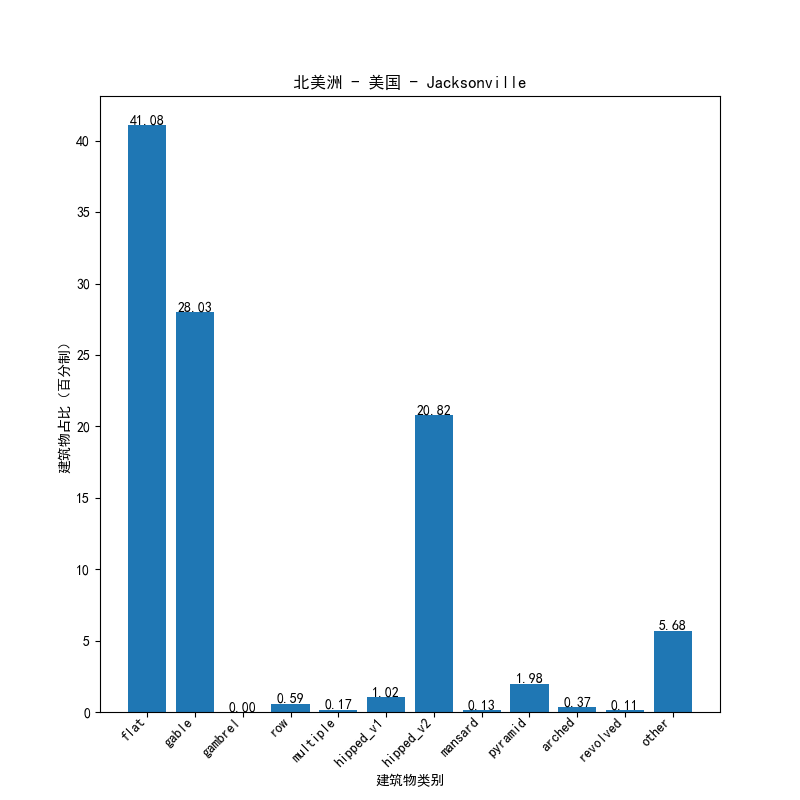 北美洲 - 美国 - Jacksonville
建筑物占比（百分制）
40
35
30
25
20
15
10
5
0
41.08
28.03
0.00
0.59
0.17
1.02
20.82
0.13
1.98
0.37
0.11
5.68
flat
gable
gambrel
row
multiple
hipped_v1
hipped_v2
mansard
pyramid
arched
revolved
other
建筑物类别